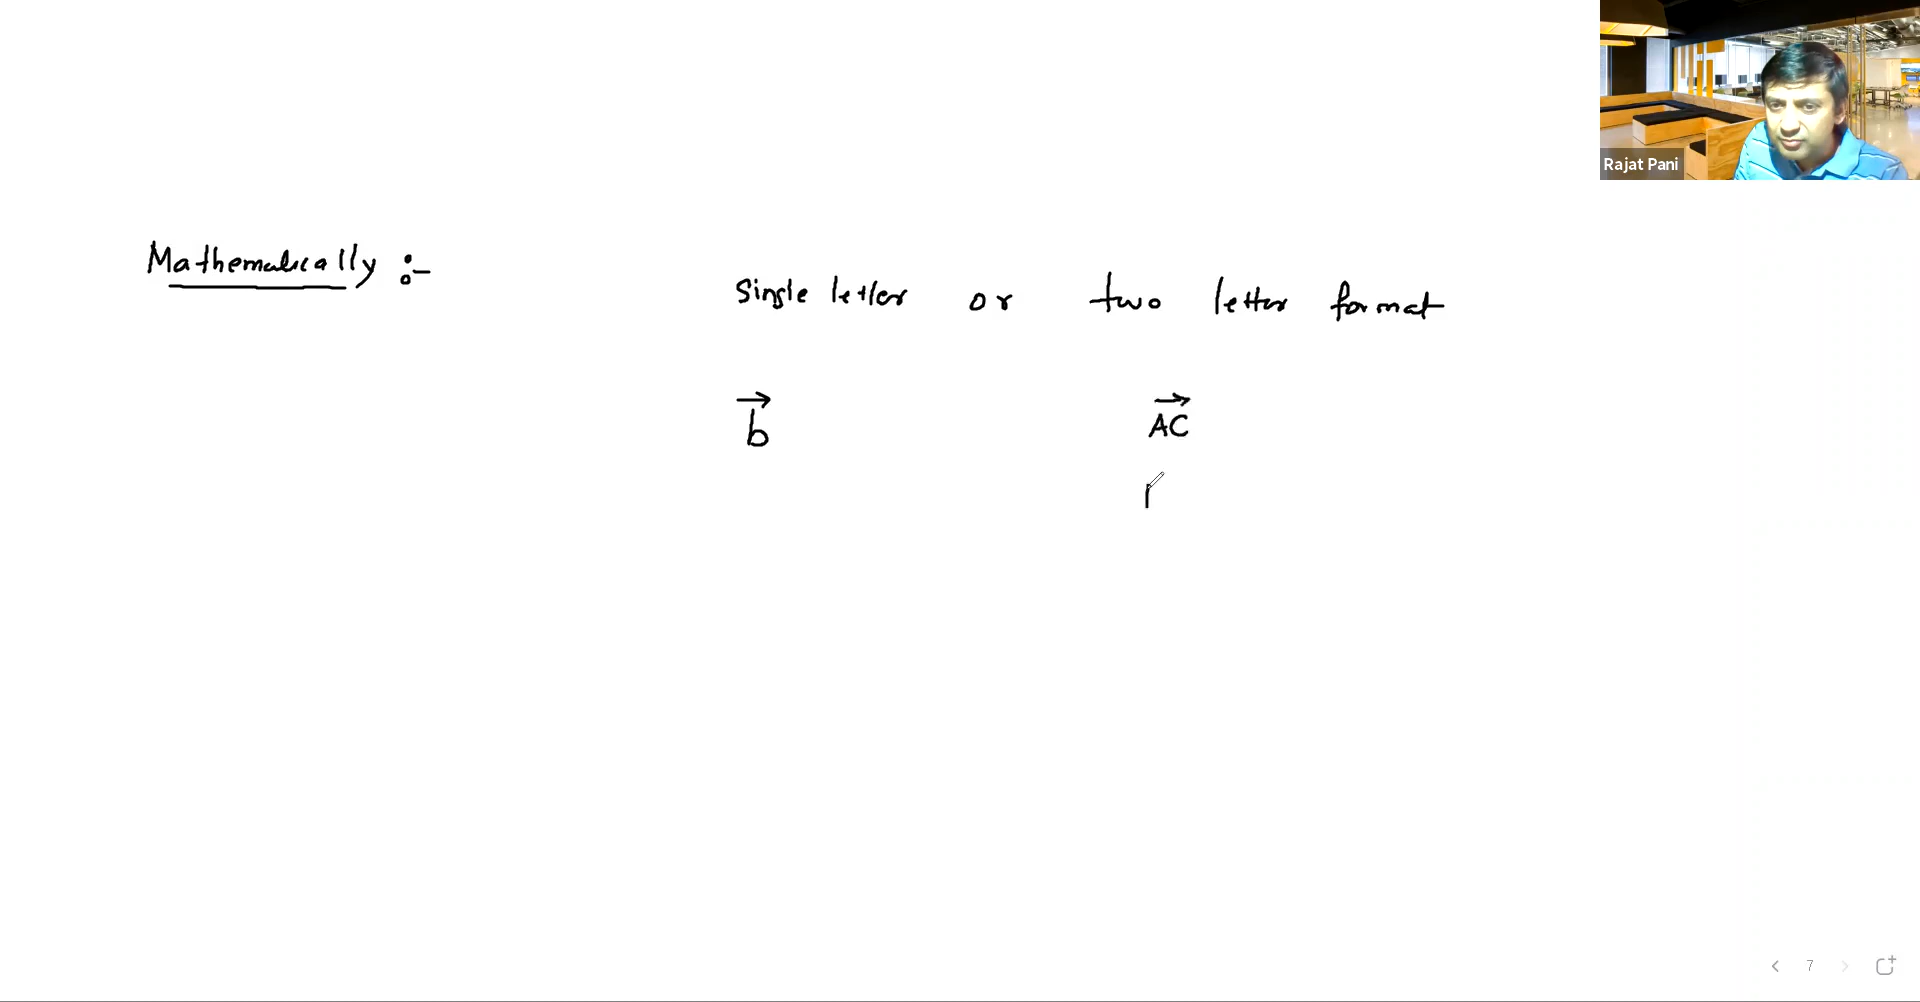 Rajat Pani
Mathematically :-
Single letter or two letter format
b
AC
7